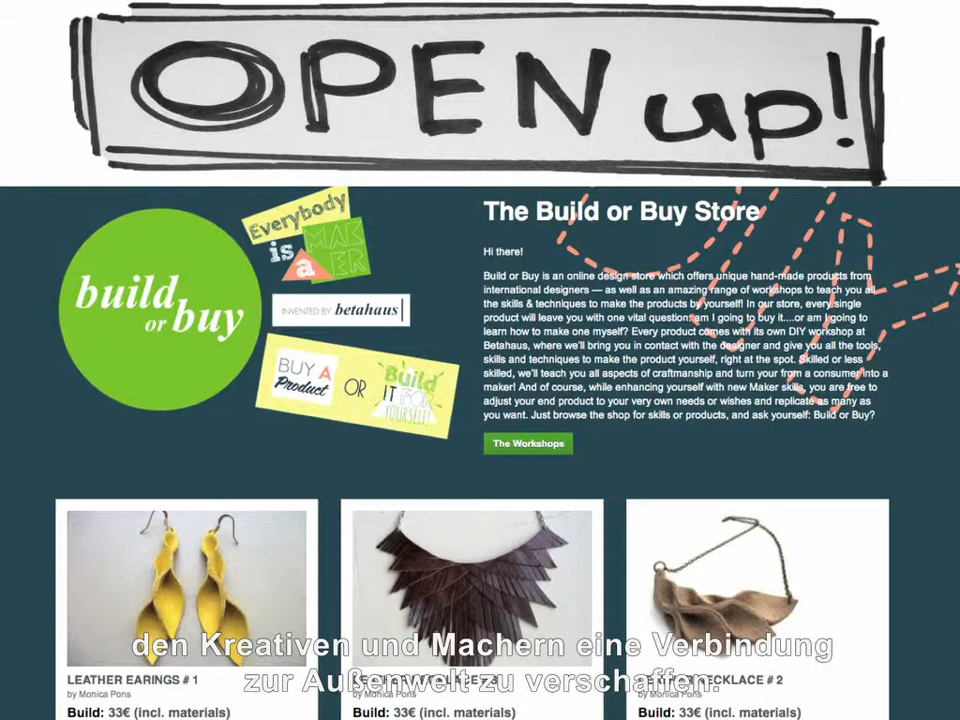 OPEN up!
build
or buy
Everybody
is MAK
a ER
INVENTED BY betahaus
BUY A
Product
OR
Build
IT FOR
YOURSELF!
The Build or Buy Store
Hi there!
Build or Buy is an online design store which offers unique hand-made products from
international designers — as well as an amazing range of workshops to teach you all
the skills & techniques to make the products by yourself! In our store, every single
product will leave you with one vital question: am I going to buy it....or am I going to
learn how to make one myself? Every product comes with its own DIY workshop at
Betahaus, where we'll bring you in contact with the designer and give you all the tools,
skills and techniques to make the product yourself, right at the spot. Skilled or less
skilled, we'll teach you all aspects of craftmanship and turn your from a consumer into a
maker! And of course, while enhancing yourself with new Maker skills, you are free to
adjust your end product to your very own needs or wishes and replicate as many as
you want. Just browse the shop for skills or products, and ask yourself: Build or Buy?
The Workshops
den Kreativen und Machern eine Verbindung
zur Außenwelt zu verschaffen.
LEATHER EARINGS # 1
by Monica Pons
Build: 33€ (incl. materials)
by Monica Pons
Build: 33€ (incl. materials)
NECKLACE # 2
by Monica Pons
Build: 33€ (incl. materials)